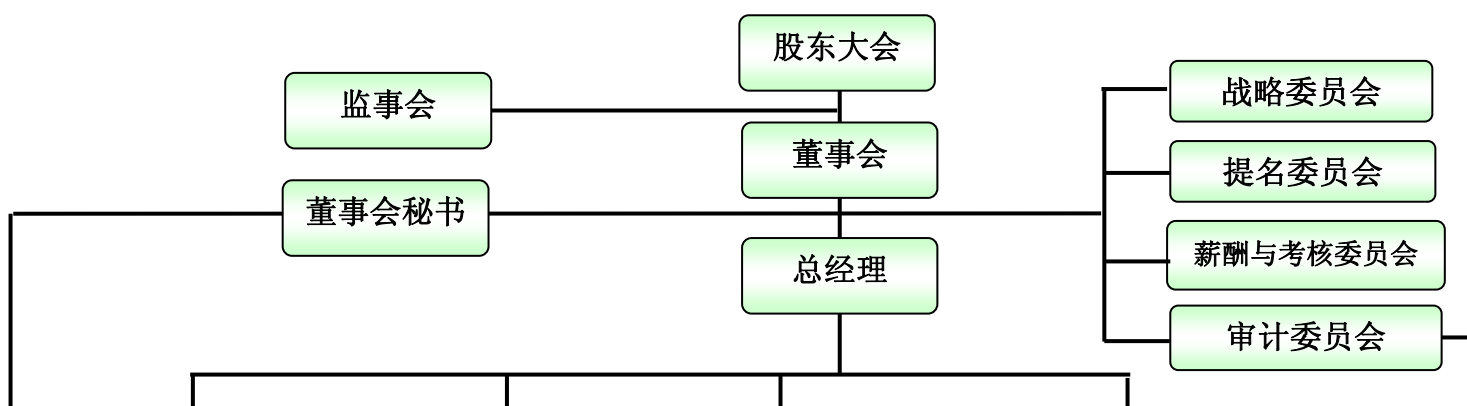 股东大会
监事会
董事会
董事会秘书
总经理
战略委员会
提名委员会
薪酬与考核委员会
审计委员会